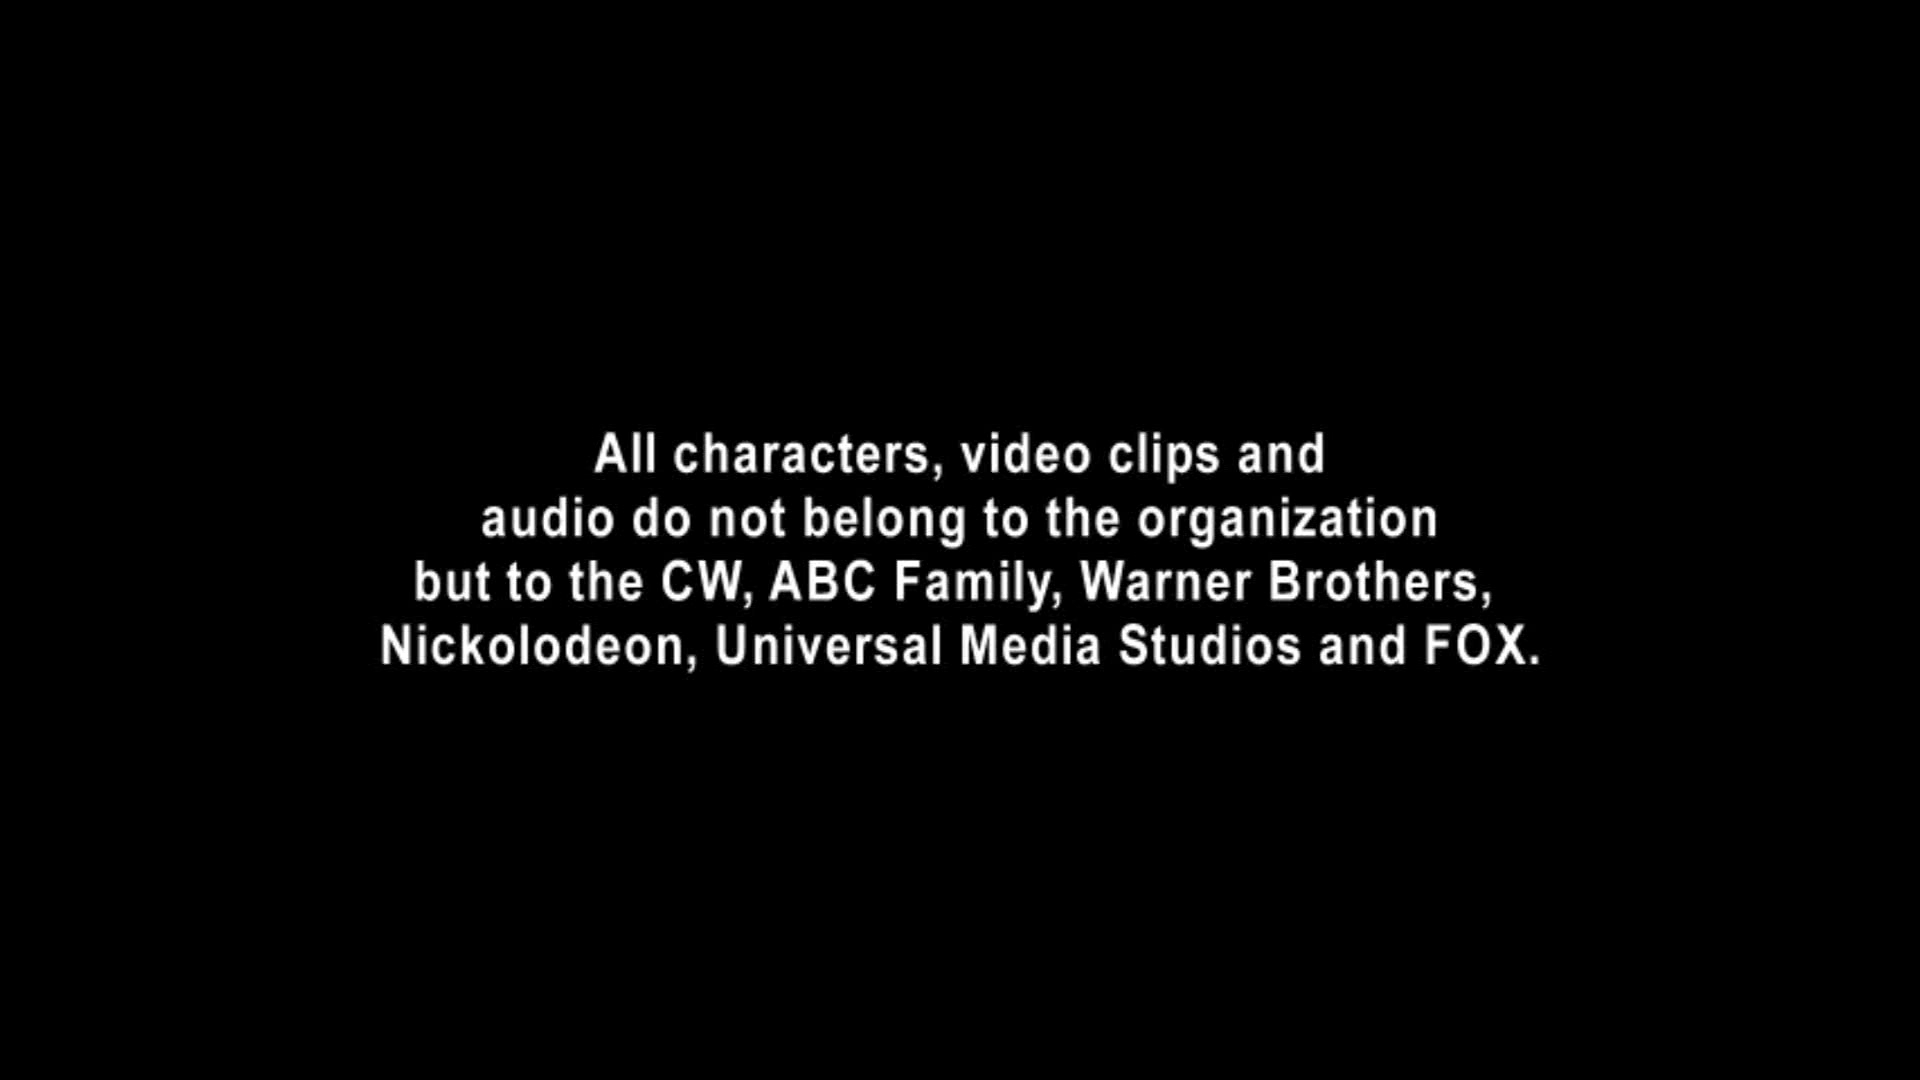 All characters, video clips and
audio do not belong to the organization
but to the CW, ABC Family, Warner Brothers,
Nickolodeon, Universal Media Studios and FOX.